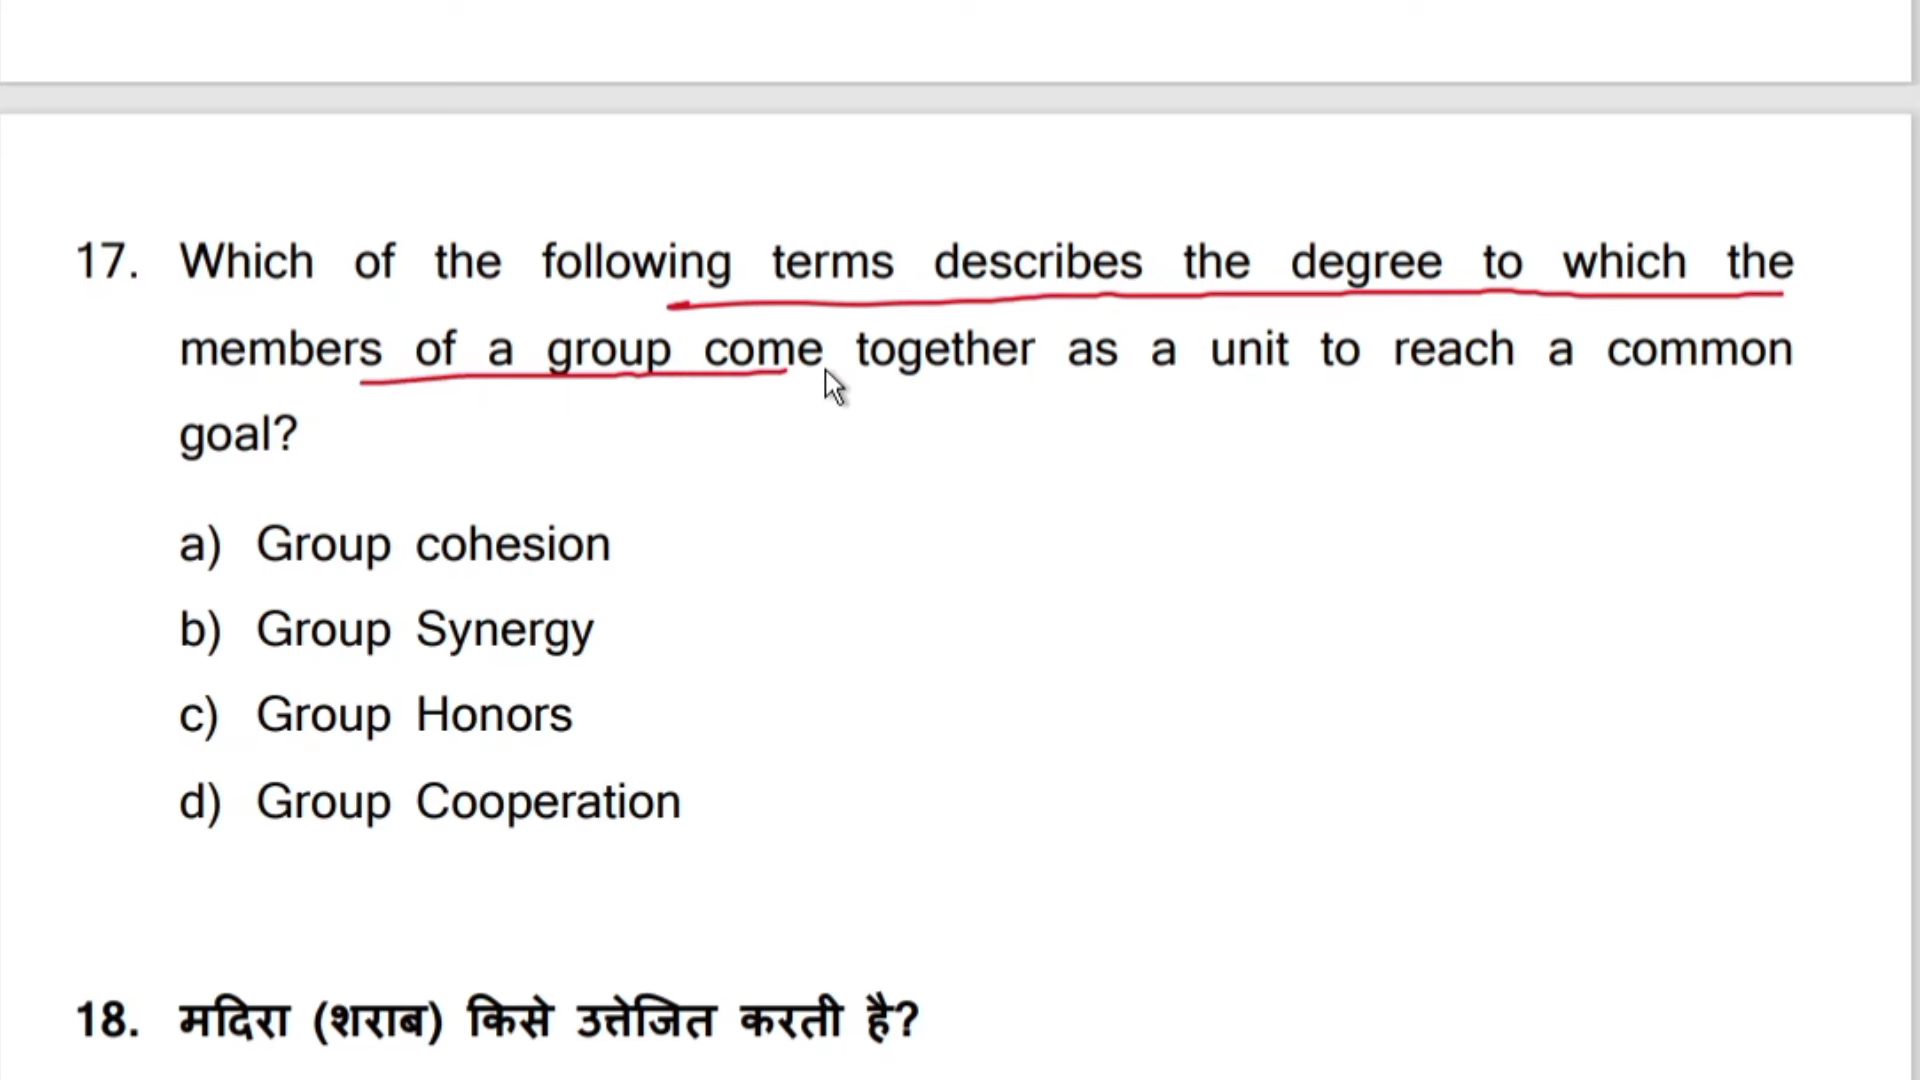 17. Which of the following terms describes the degree to which the
members of a group come together as a unit to reach a common
goal?
a) Group cohesion
b) Group Synergy
c) Group Honors
d) Group Cooperation
18. मदिरा (शराब) किसे उत्तेजित करती है?